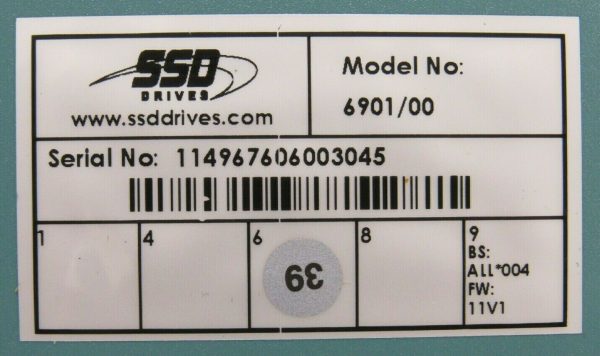 SSD
DRIVES
www.ssddrives.com
Model No:
6901/00
Serial No: 114967606003045
1
4
6
39
8
9
BS:
ALL*004
FW:
11V1